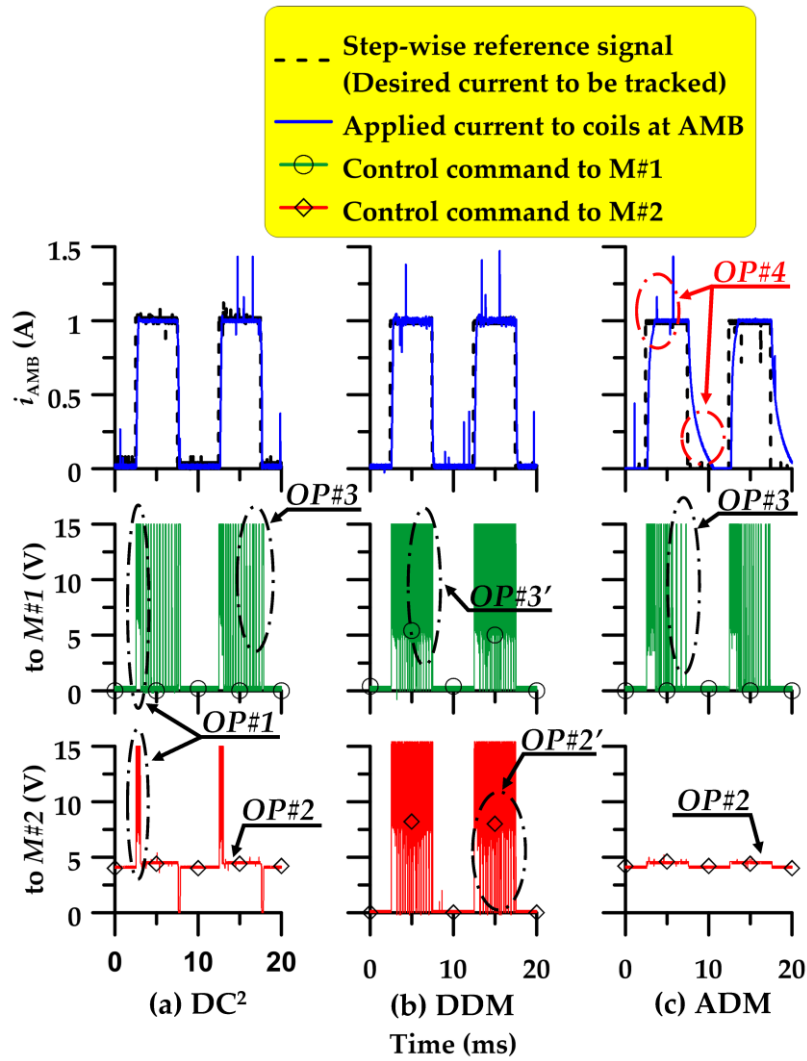 Step-wise reference signal
(Desired current to be tracked)
Applied current to coils at AMB
Control command to M#1
Control command to M#2
1.5
1
0.5
0
i_AMB (A)
OP#4
15
10
5
0
to M#1 (V)
OP#3
OP#3′
OP#3
OP#1
15
10
5
0
to M#2 (V)
OP#2
OP#2′
OP#2
0 10 20
0 10 20
0 10 20
(a) DC²
(b) DDM
(c) ADM
Time (ms)